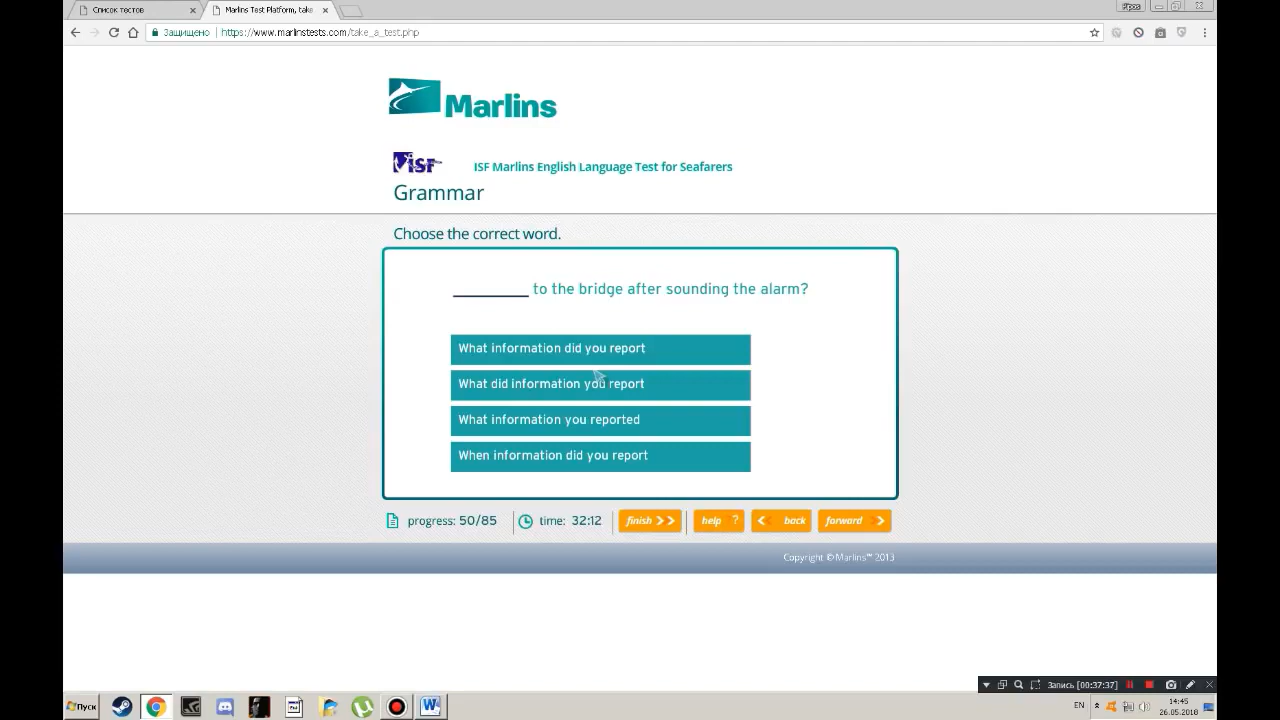 Список тестов
Marlins Test Platform, take
Ягров
Защищено
https://www.marlinstests.com/take_a_test.php
Marlins
ISF
ISF Marlins English Language Test for Seafarers
Grammar
Choose the correct word.
_________ to the bridge after sounding the alarm?
What information did you report
What did information you report
What information you reported
When information did you report
progress: 50/85
time: 32:12
finish
help ?
back
forward
Copyright © Marlins™ 2013
Запись [00:37:37]
Пуск
EN
14:45
26.05.2018